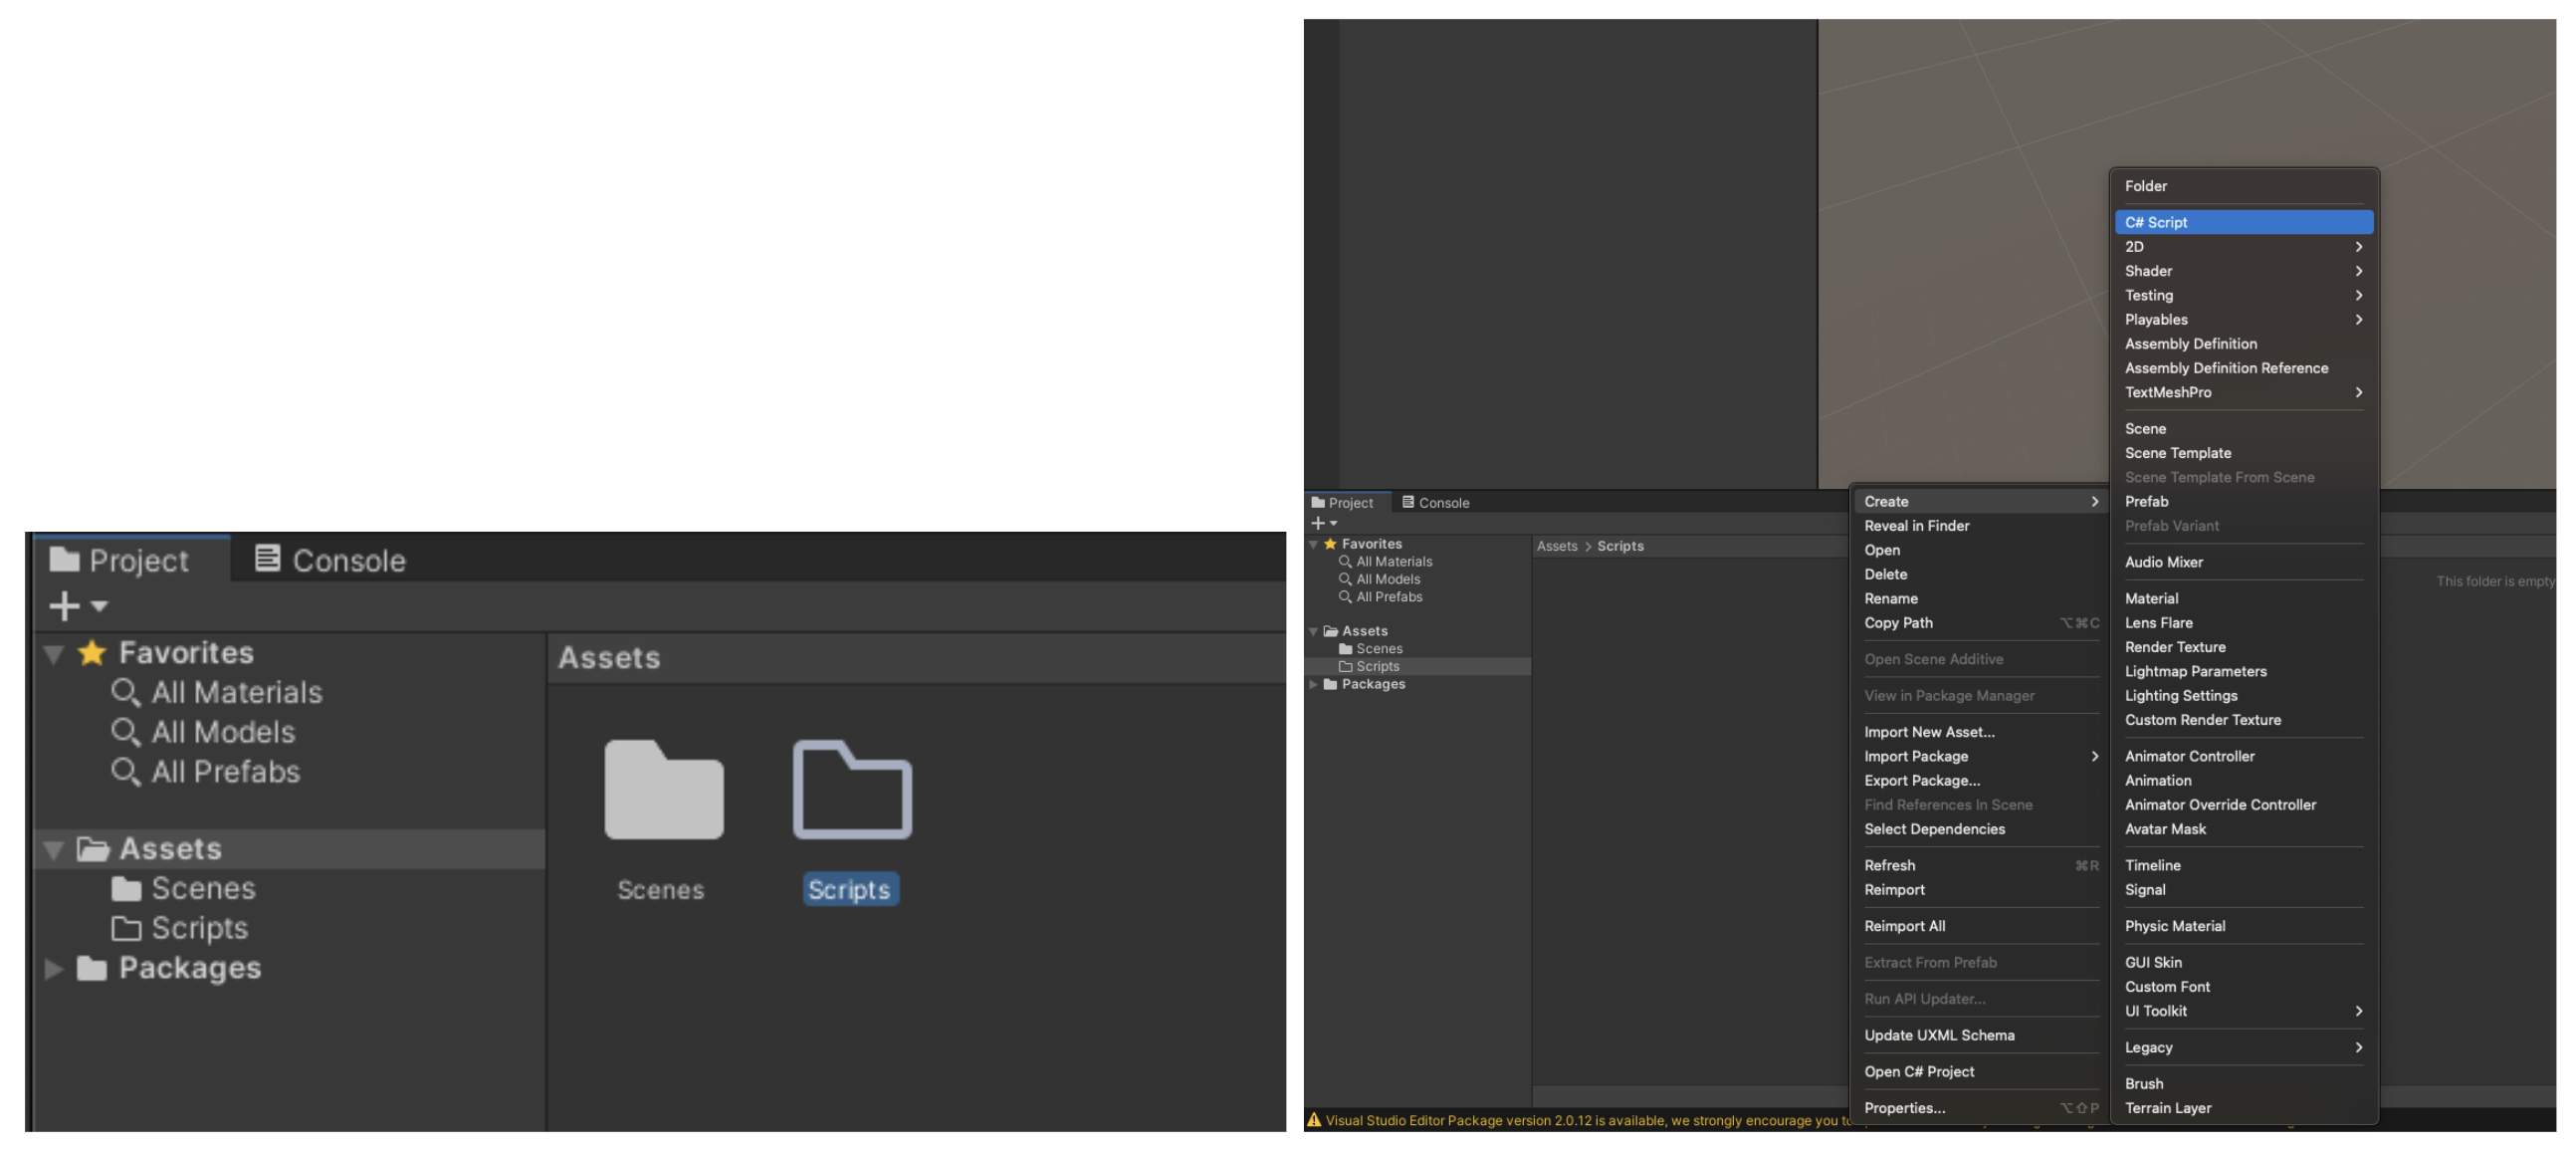 Project
Console
Favorites
All Materials
All Models
All Prefabs
Assets
Scenes
Scripts
Packages
Assets
Scenes
Scripts
Project
Console
Favorites
All Materials
All Models
All Prefabs
Assets
Scenes
Scripts
Packages
Assets > Scripts
This folder is empty
Visual Studio Editor Package version 2.0.12 is available, we strongly encourage you to
Create
Reveal in Finder
Open
Delete
Rename
Copy Path ⌥⌘C
Open Scene Additive
View in Package Manager
Import New Asset...
Import Package
Export Package...
Find References In Scene
Select Dependencies
Refresh ⌘R
Reimport
Reimport All
Extract From Prefab
Run API Updater...
Update UXML Schema
Open C# Project
Properties... ⌥⇧P
Folder
C# Script
2D
Shader
Testing
Playables
Assembly Definition
Assembly Definition Reference
TextMeshPro
Scene
Scene Template
Scene Template From Scene
Prefab
Prefab Variant
Audio Mixer
Material
Lens Flare
Render Texture
Lightmap Parameters
Lighting Settings
Custom Render Texture
Animator Controller
Animation
Animator Override Controller
Avatar Mask
Timeline
Signal
Physic Material
GUI Skin
Custom Font
UI Toolkit
Legacy
Brush
Terrain Layer